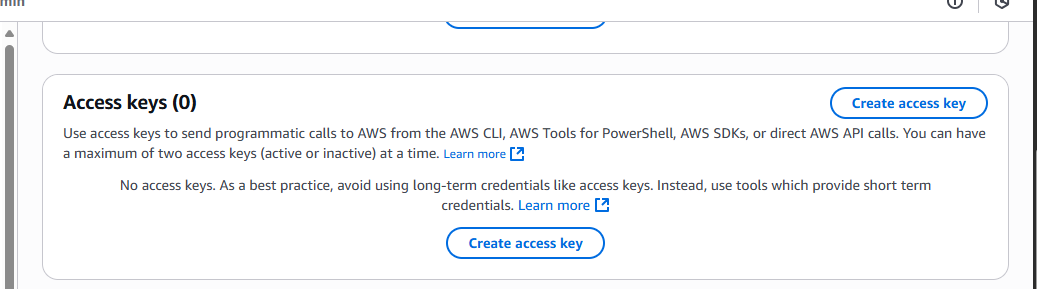 Access keys (0)
Create access key
Use access keys to send programmatic calls to AWS from the AWS CLI, AWS Tools for PowerShell, AWS SDKs, or direct AWS API calls. You can have
a maximum of two access keys (active or inactive) at a time. Learn more
No access keys. As a best practice, avoid using long-term credentials like access keys. Instead, use tools which provide short term
credentials. Learn more
Create access key